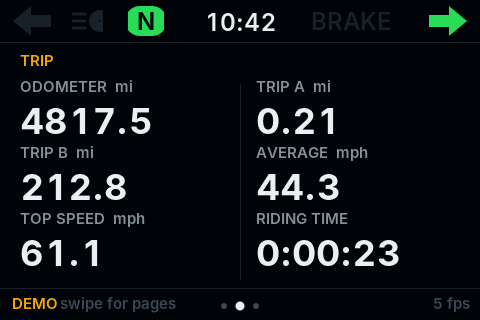 N 10:42 BRAKE
TRIP
ODOMETER mi
4817.5
TRIP A mi
0.21
TRIP B mi
212.8
AVERAGE mph
44.3
TOP SPEED mph
61.1
RIDING TIME
0:00:23
DEMO swipe for pages 5 fps